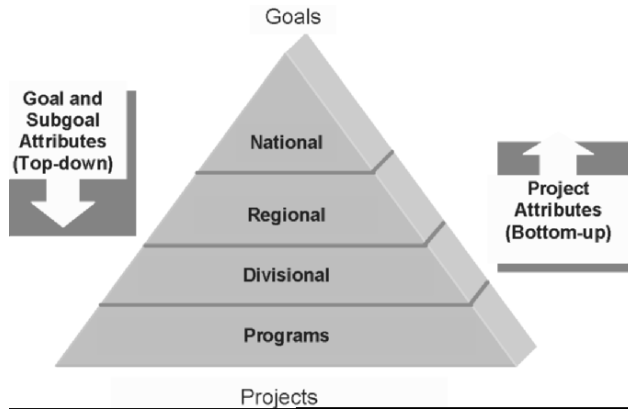 Goals
Goal and
Subgoal
Attributes
(Top-down)
National
Regional
Divisional
Programs
Project
Attributes
(Bottom-up)
Projects